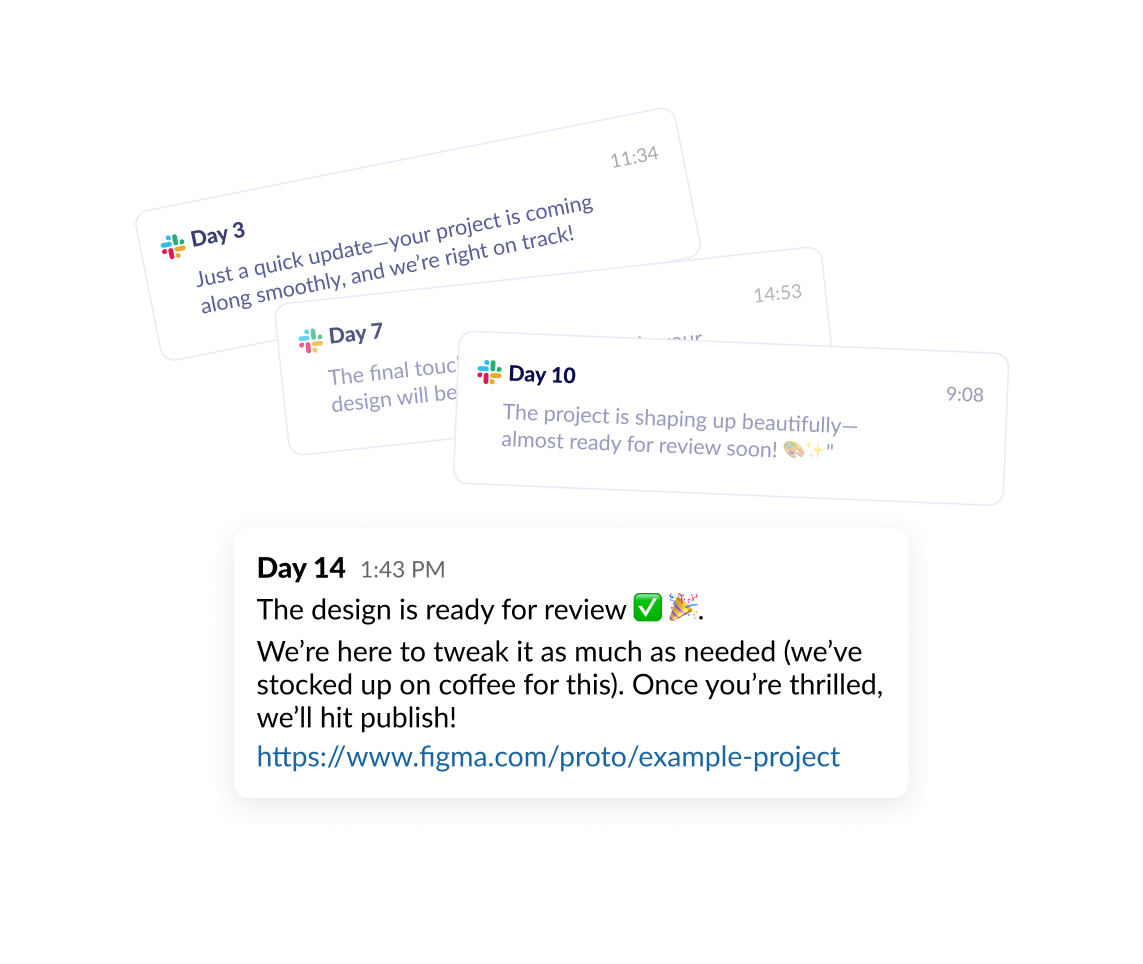 11:34
Day 3
Just a quick update—your project is coming
along smoothly, and we’re right on track!
14:53
Day 7
The final
design will be
Day 10
9:08
The project is shaping up beautifully—
almost ready for review soon! 🎨✨"
Day 14 1:43 PM
The design is ready for review ✅ 🎉.
We’re here to tweak it as much as needed (we’ve
stocked up on coffee for this). Once you’re thrilled,
we’ll hit publish!
https://www.figma.com/proto/example-project